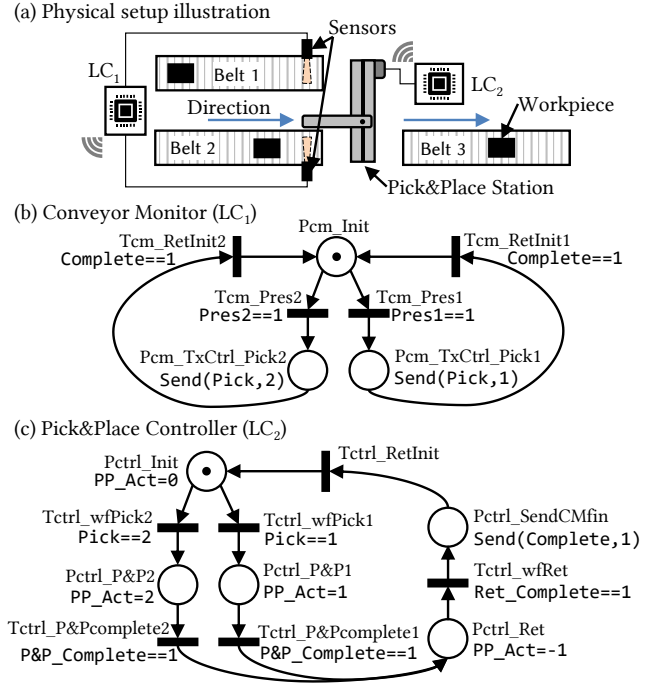 (a) Physical setup illustration
Sensors
LC1
Belt 1
LC2
Direction
Workpiece
Belt 2
Belt 3
Pick&Place Station
(b) Conveyor Monitor (LC1)
Pcm_Init
Tcm_RetInit2
Complete==1
Tcm_RetInit1
Complete==1
Tcm_Pres2
Pres2==1
Tcm_Pres1
Pres1==1
Pcm_TxCtrl_Pick2
Send(Pick,2)
Pcm_TxCtrl_Pick1
Send(Pick,1)
(c) Pick&Place Controller (LC2)
Pctrl_Init
PP_Act=0
Tctrl_RetInit
Tctrl_wfPick2
Pick==2
Tctrl_wfPick1
Pick==1
Pctrl_SendCMfin
Send(Complete,1)
Pctrl_P&P2
PP_Act=2
Pctrl_P&P1
PP_Act=1
Tctrl_wfRet
Ret_Complete==1
Tctrl_P&Pcomplete2
P&P_Complete==1
Tctrl_P&Pcomplete1
P&P_Complete==1
Pctrl_Ret
PP_Act=-1